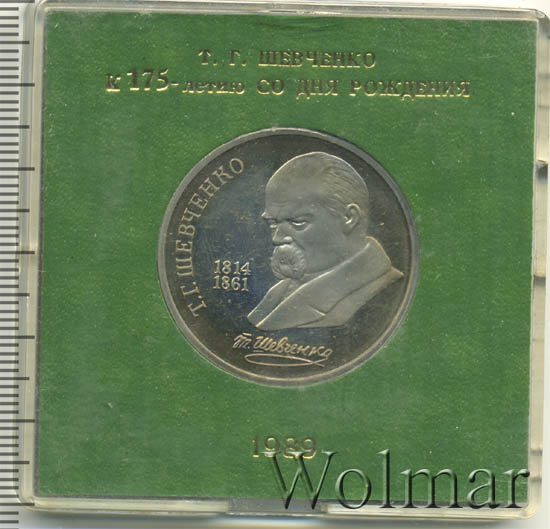 Т. Г. ШЕВЧЕНКО
к 175-летию СО ДНЯ РОЖДЕНИЯ
Т.Г. ШЕВЧЕНКО
1814
1861
Т. Шевченко
1989
Wolmar